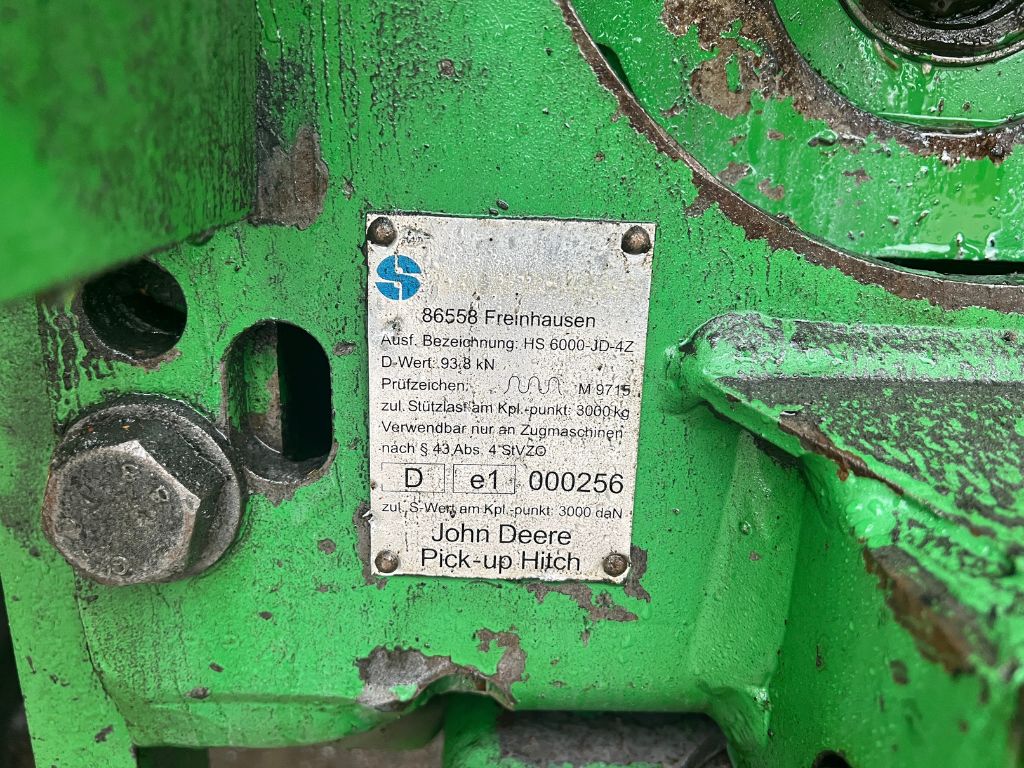 86558 Freinhausen
Ausf. Bezeichnung: HS 6000-JD-4Z
D-Wert: 93,8 kN
Prüfzeichen: M 9715
zul. Stützlast am Kpl.-punkt: 3000 kg
Verwendbar nur an Zugmaschinen
nach § 43 Abs. 4 StVZO
D e1 000256
zul. S-Wert am Kpl.-punkt: 3000 daN
John Deere
Pick-up Hitch